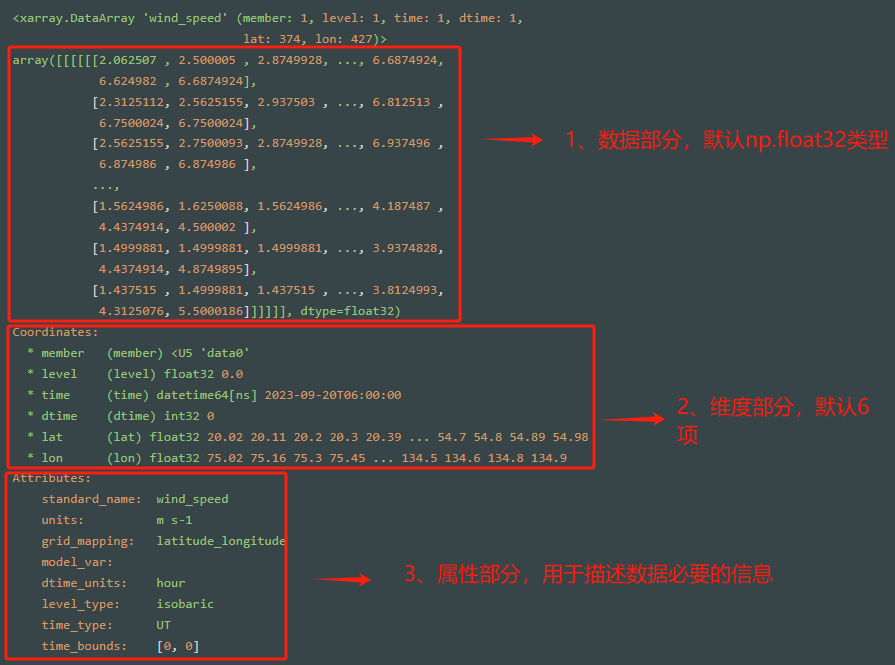 <xarray.DataArray 'wind_speed' (member: 1, level: 1, time: 1, dtime: 1,
lat: 374, lon: 427)>
array([[[[[[2.062507 , 2.500005 , 2.8749928, ..., 6.6874924,
6.624982 , 6.6874924],
[2.3125112, 2.5625155, 2.937503 , ..., 6.812513 ,
6.7500024, 6.7500024],
[2.5625155, 2.7500093, 2.8749928, ..., 6.937496 ,
6.874986 , 6.874986 ],
...,
[1.5624986, 1.6250088, 1.5624986, ..., 4.187487 ,
4.4374914, 4.500002 ],
[1.4999881, 1.4999881, 1.4999881, ..., 3.9374828,
4.4374914, 4.8749895],
[1.437515 , 1.4999881, 1.437515 , ..., 3.8124993,
4.3125076, 5.5000186]]]]]], dtype=float32)
1、数据部分，默认np.float32类型
Coordinates:
* member (member) <U5 'data0'
* level (level) float32 0.0
* time (time) datetime64[ns] 2023-09-20T06:00:00
* dtime (dtime) int32 0
* lat (lat) float32 20.02 20.11 20.2 20.3 20.39 ... 54.7 54.8 54.89 54.98
* lon (lon) float32 75.02 75.16 75.3 75.45 ... 134.5 134.6 134.8 134.9
2、维度部分，默认6
项
Attributes:
standard_name: wind_speed
units: m s-1
grid_mapping: latitude_longitude
model_var:
dtime_units: hour
level_type: isobaric
time_type: UT
time_bounds: [0, 0]
3、属性部分，用于描述数据必要的信息